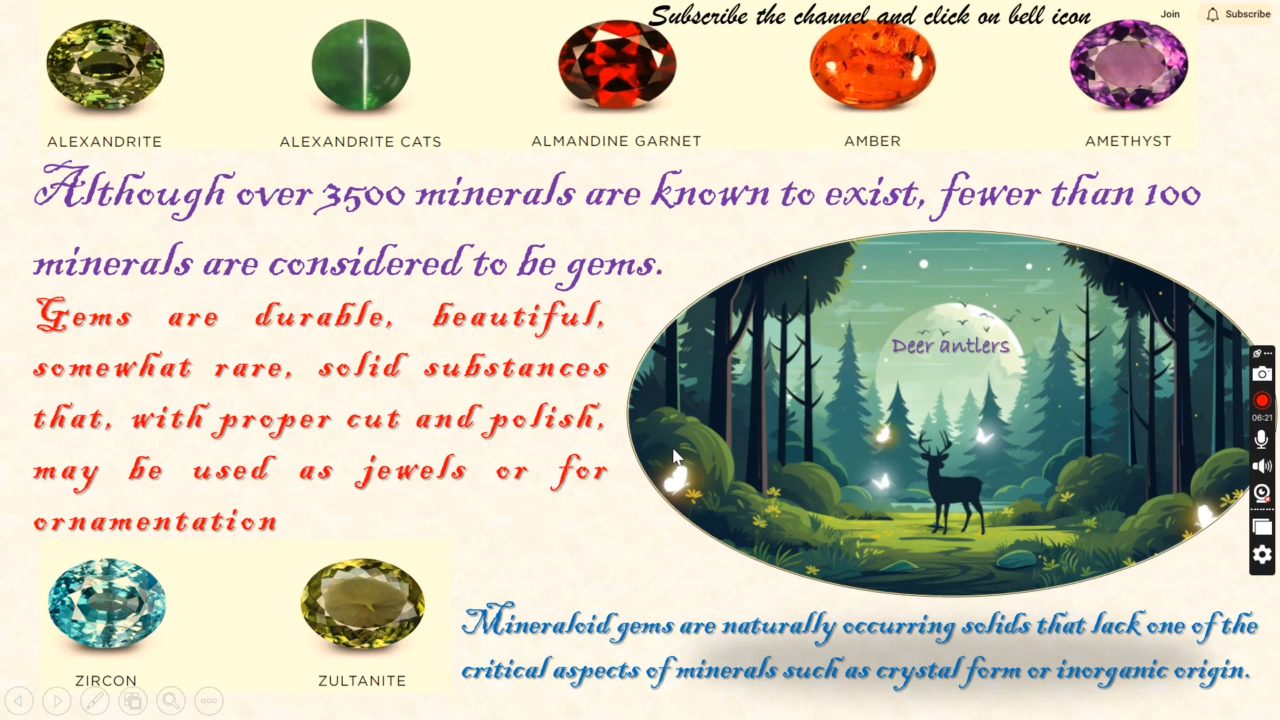 Subscribe the channel and click on bell icon
Join
Subscribe
ALEXANDRITE
ALEXANDRITE CATS
ALMANDINE GARNET
AMBER
AMETHYST
Although over 3500 minerals are known to exist, fewer than 100
minerals are considered to be gems.
Gems are durable, beautiful,
somewhat rare, solid substances
that, with proper cut and polish,
may be used as jewels or for
ornamentation
Deer antlers
06:21
ZIRCON
ZULTANITE
Mineraloid gems are naturally occurring solids that lack one of the
critical aspects of minerals such as crystal form or inorganic origin.